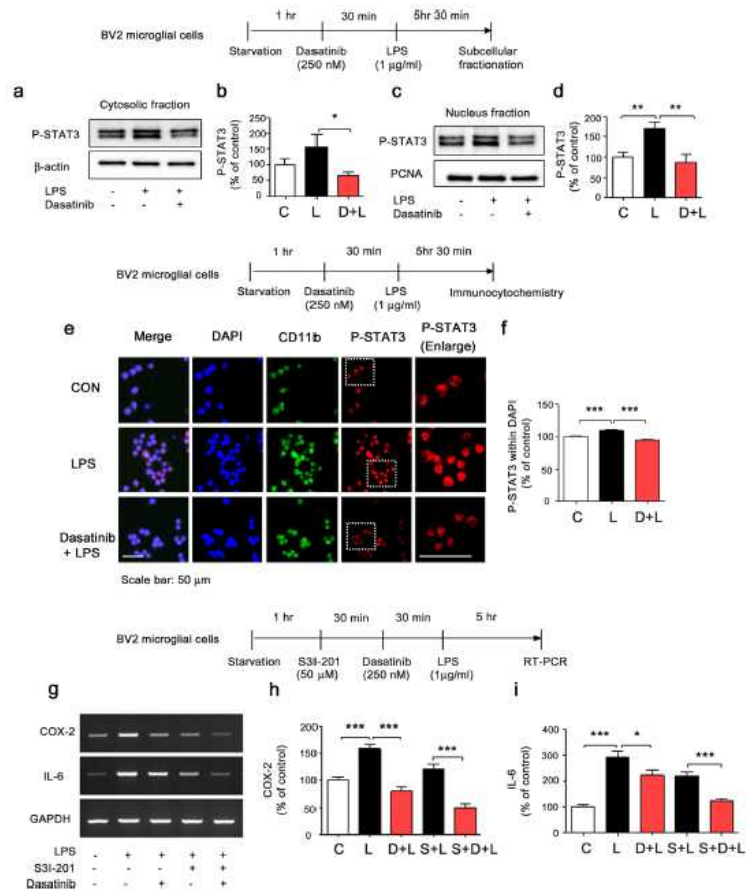 1 hr 30 min 5hr 30 min
BV2 microglial cells
Starvation Dasatinib (250 nM) LPS (1 μg/ml) Subcellular fractionation
a
Cytosolic fraction
P-STAT3
β-actin
LPS - + +
Dasatinib - - +
b
P-STAT3 (% of control)
250
200
150
100
50
0
*
C L D+L
c
Nucleus fraction
P-STAT3
PCNA
LPS - + +
Dasatinib - - +
d
P-STAT3 (% of control)
200
150
100
50
0
** **
C L D+L
1 hr 30 min 5hr 30 min
BV2 microglial cells
Starvation Dasatinib (250 nM) LPS (1 μg/ml) Immunocytochemistry
e
Merge DAPI CD11b P-STAT3 P-STAT3 (Enlarge)
CON
LPS
Dasatinib + LPS
Scale bar: 50 μm
f
P-STAT3 within DAPI (% of control)
150
100
50
0
*** ***
C L D+L
1 hr 30 min 30 min 5 hr
BV2 microglial cells
Starvation S3I-201 (50 μM) Dasatinib (250 nM) LPS (1μg/ml) RT-PCR
g
COX-2
IL-6
GAPDH
LPS - + + + +
S3I-201 - - - + +
Dasatinib - - + - +
h
COX-2 (% of control)
200
150
100
50
0
*** *** ***
C L D+L S+L S+D+L
i
IL-6 (% of control)
400
300
200
100
0
*** * ***
C L D+L S+L S+D+L